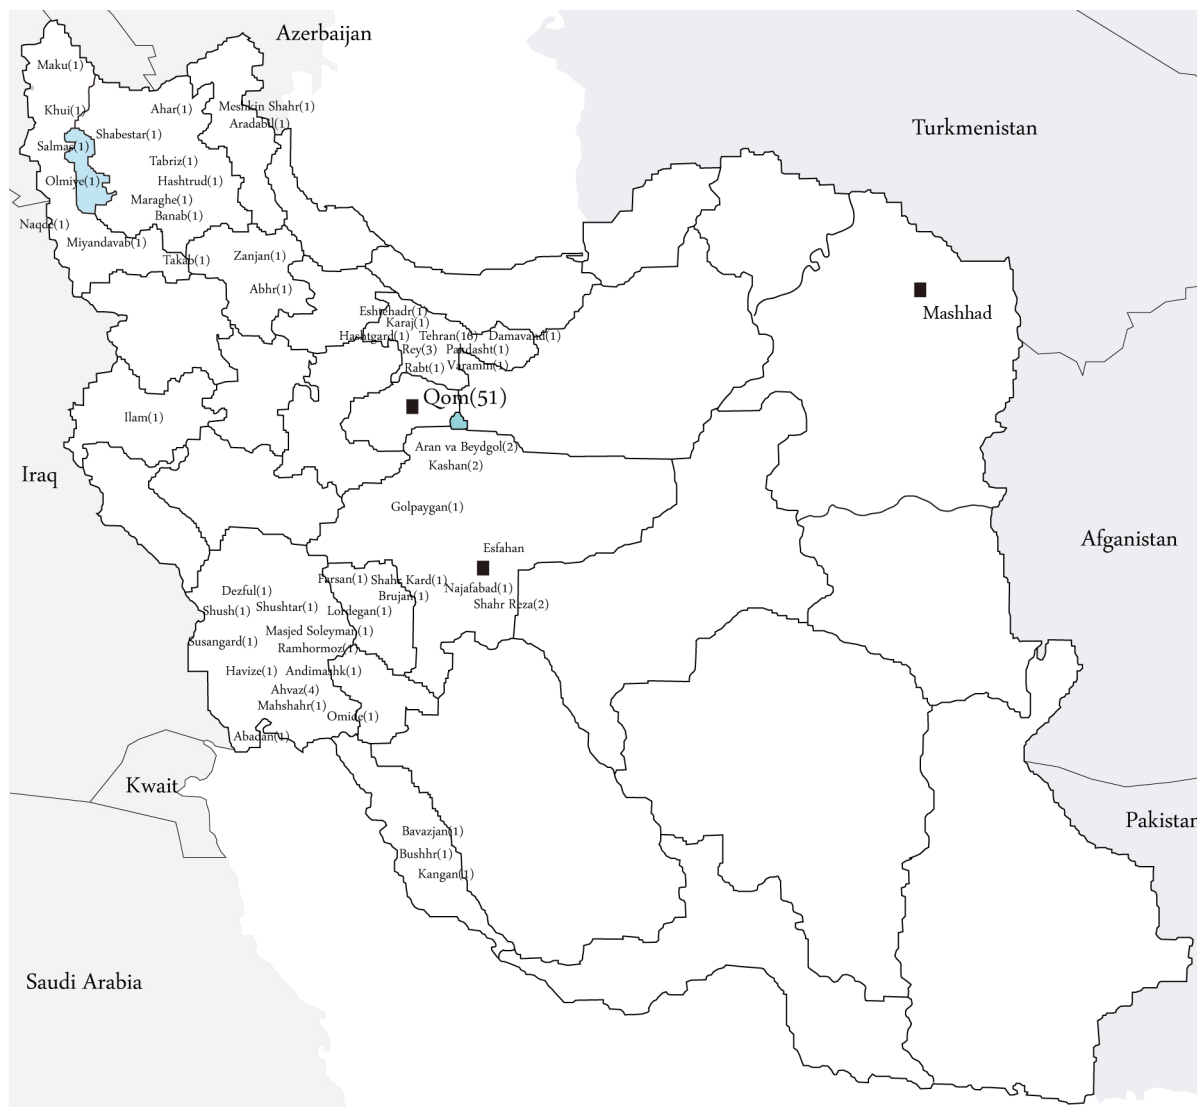 Azerbaijan
Maku(1)
Khui(1)
Ahar(1)
Meshkin Shahr(1)
Aradabil(1)
Turkmenistan
Shabestar(1)
Salmas(1)
Tabriz(1)
Olmiye(1)
Hashtrud(1)
Maraghe(1)
Banab(1)
Naqde(1)
Miyandavab(1)
Takab(1)
Zanjan(1)
Abhr(1)
Mashhad
Eshtehadr(1)
Karaj(1)
Hashtgard(1)
Tehran(16)
Damavand(1)
Rey(3)
Pakdasht(1)
Rabt(1)
Varamin(1)
Qom(51)
Ilam(1)
Aran va Beydgol(2)
Kashan(2)
Iraq
Golpaygan(1)
Afganistan
Esfahan
Farsan(1)
Shahr Kard(1)
Najafabad(1)
Brujan(1)
Shahr Reza(2)
Dezful(1)
Shush(1)
Shushtar(1)
Lordegan(1)
Masjed Soleyman(1)
Susangard(1)
Ramhormoz(1)
Havize(1)
Andimashk(1)
Ahvaz(4)
Mahshahr(1)
Omide(1)
Abadan(1)
Kwait
Pakistan
Bavazjan(1)
Bushhr(1)
Kangan(1)
Saudi Arabia